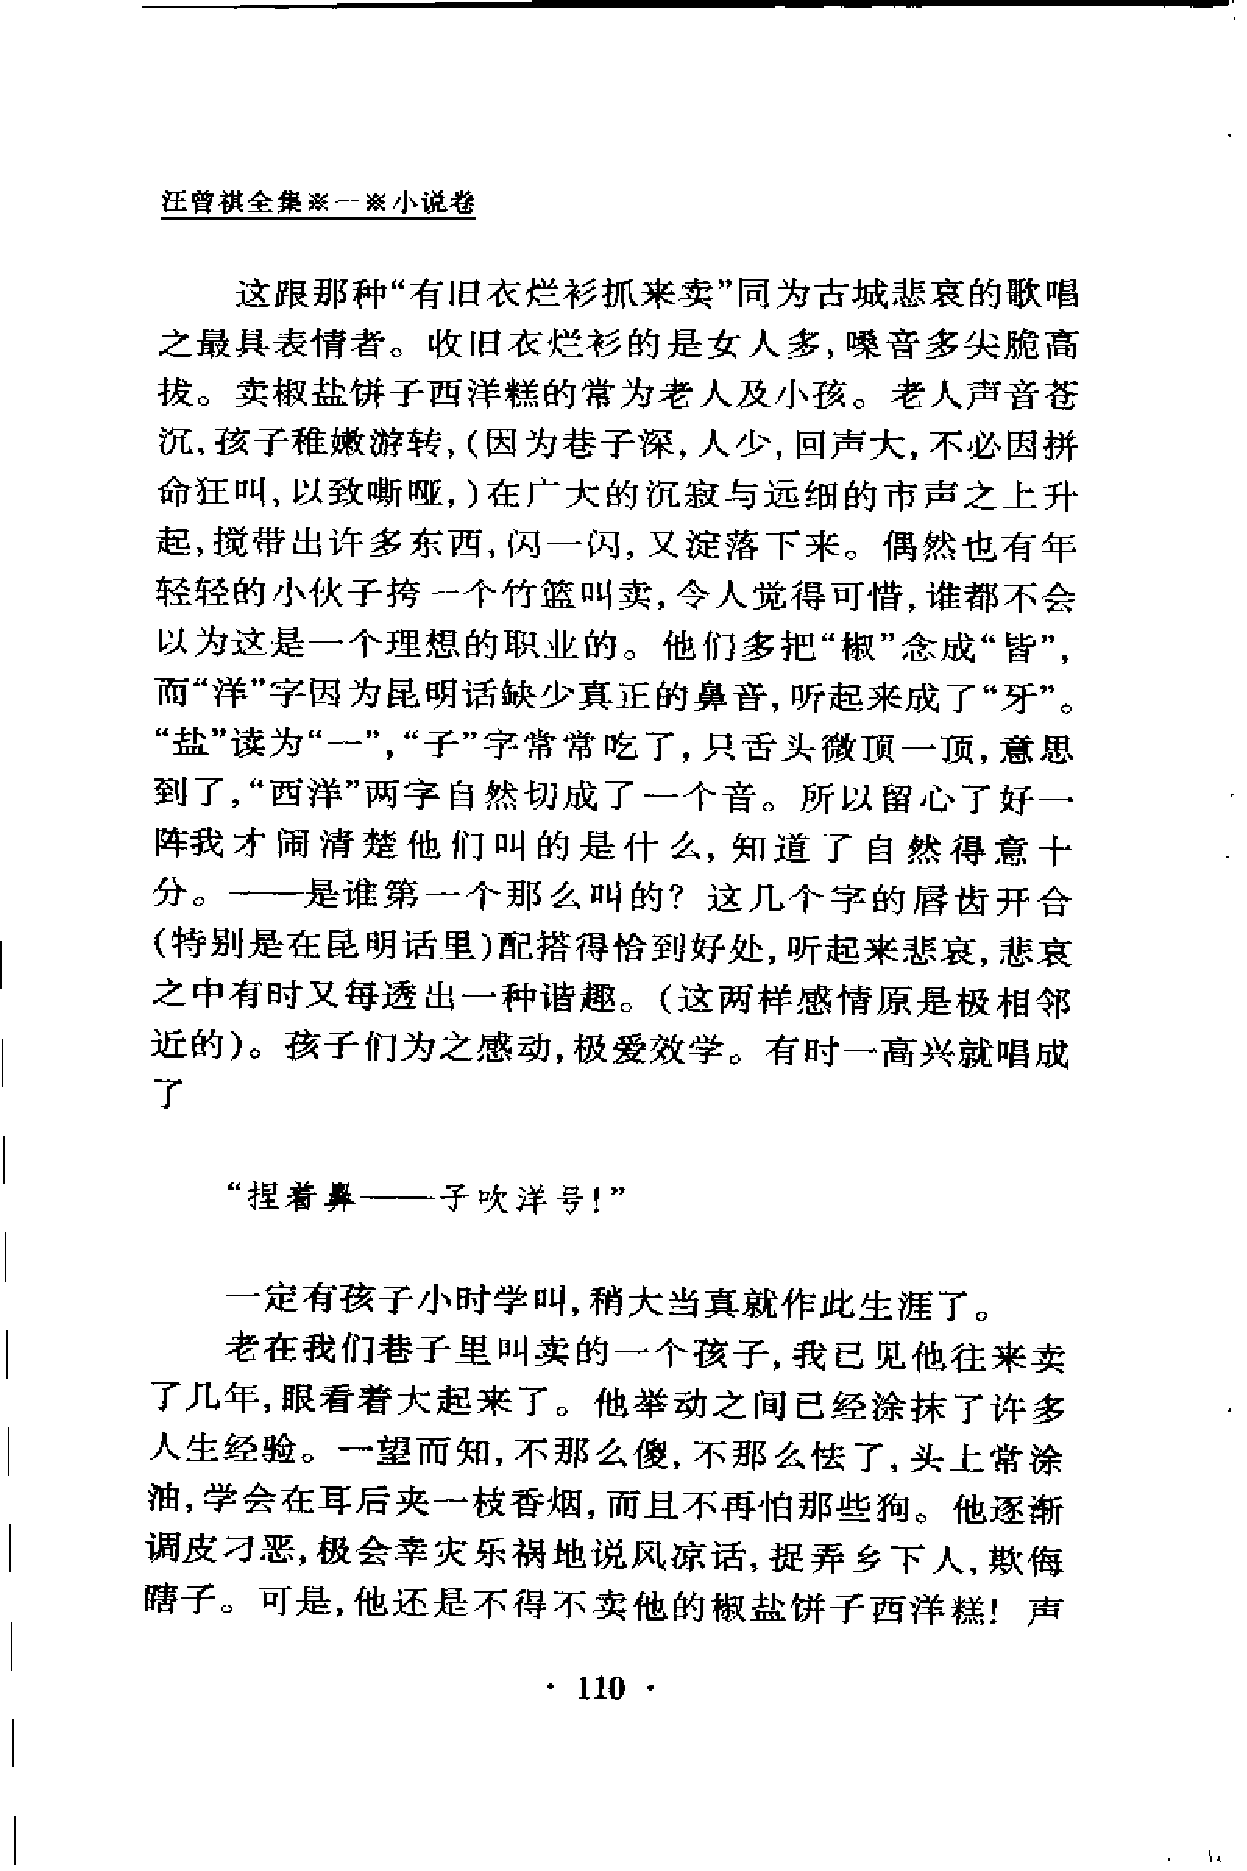 汪曾祺全集※一※小说卷
这跟那种“有旧衣烂衫抓来卖”同为古城悲哀的歌唱
之最具表情者。收旧衣烂衫的是女人多,嗓音多尖脆高
拔。卖椒盐饼子西洋糕的常为老人及小孩。老人声音苍
沉,孩子稚嫩游转,(因为巷子深,人少,回声大,不必因拼
命狂叫,以致嘶哑,)在广大的沉寂与远细的市声之上升
起,搅带出许多东西,闪一闪,又淀落下来。偶然也有年
轻轻的小伙子挎一个竹篮叫卖,令人觉得可惜,谁都不会
以为这是一个理想的职业的。他们多把“椒”念成“皆”,
而“洋”字因为昆明话缺少真正的鼻音,听起来成了“牙”。
“盐”读为“一”,“子”字常常吃了,只舌头微顶一顶,意思
到了,“西洋”两字自然切成了一个音。所以留心了好一
阵我才闹清楚他们叫的是什么,知道了自然得意十
分。——是谁第一个那么叫的?这几个字的唇齿开合
(特别是在昆明话里)配搭得恰到好处,听起来悲哀,悲哀
之中有时又每透出一种谐趣。(这两样感情原是极相邻
近的)。孩子们为之感动,极爱效学。有时一高兴就唱成
了
“捏着鼻——子吹洋号!”
一定有孩子小时学叫,稍大当真就作此生涯了。
老在我们巷子里叫卖的一个孩子,我已见他往来卖
了几年,眼看着大起来了。他举动之间已经涂抹了许多
人生经验。一望而知,不那么傻,不那么怯了,头上常涂
油,学会在耳后夹一枝香烟,而且不再怕那些狗。他逐渐
调皮刁恶,极会幸灾乐祸地说风凉话,捉弄乡下人,欺侮
瞎子。可是,他还是不得不卖他的椒盐饼子西洋糕!声
· 110 ·